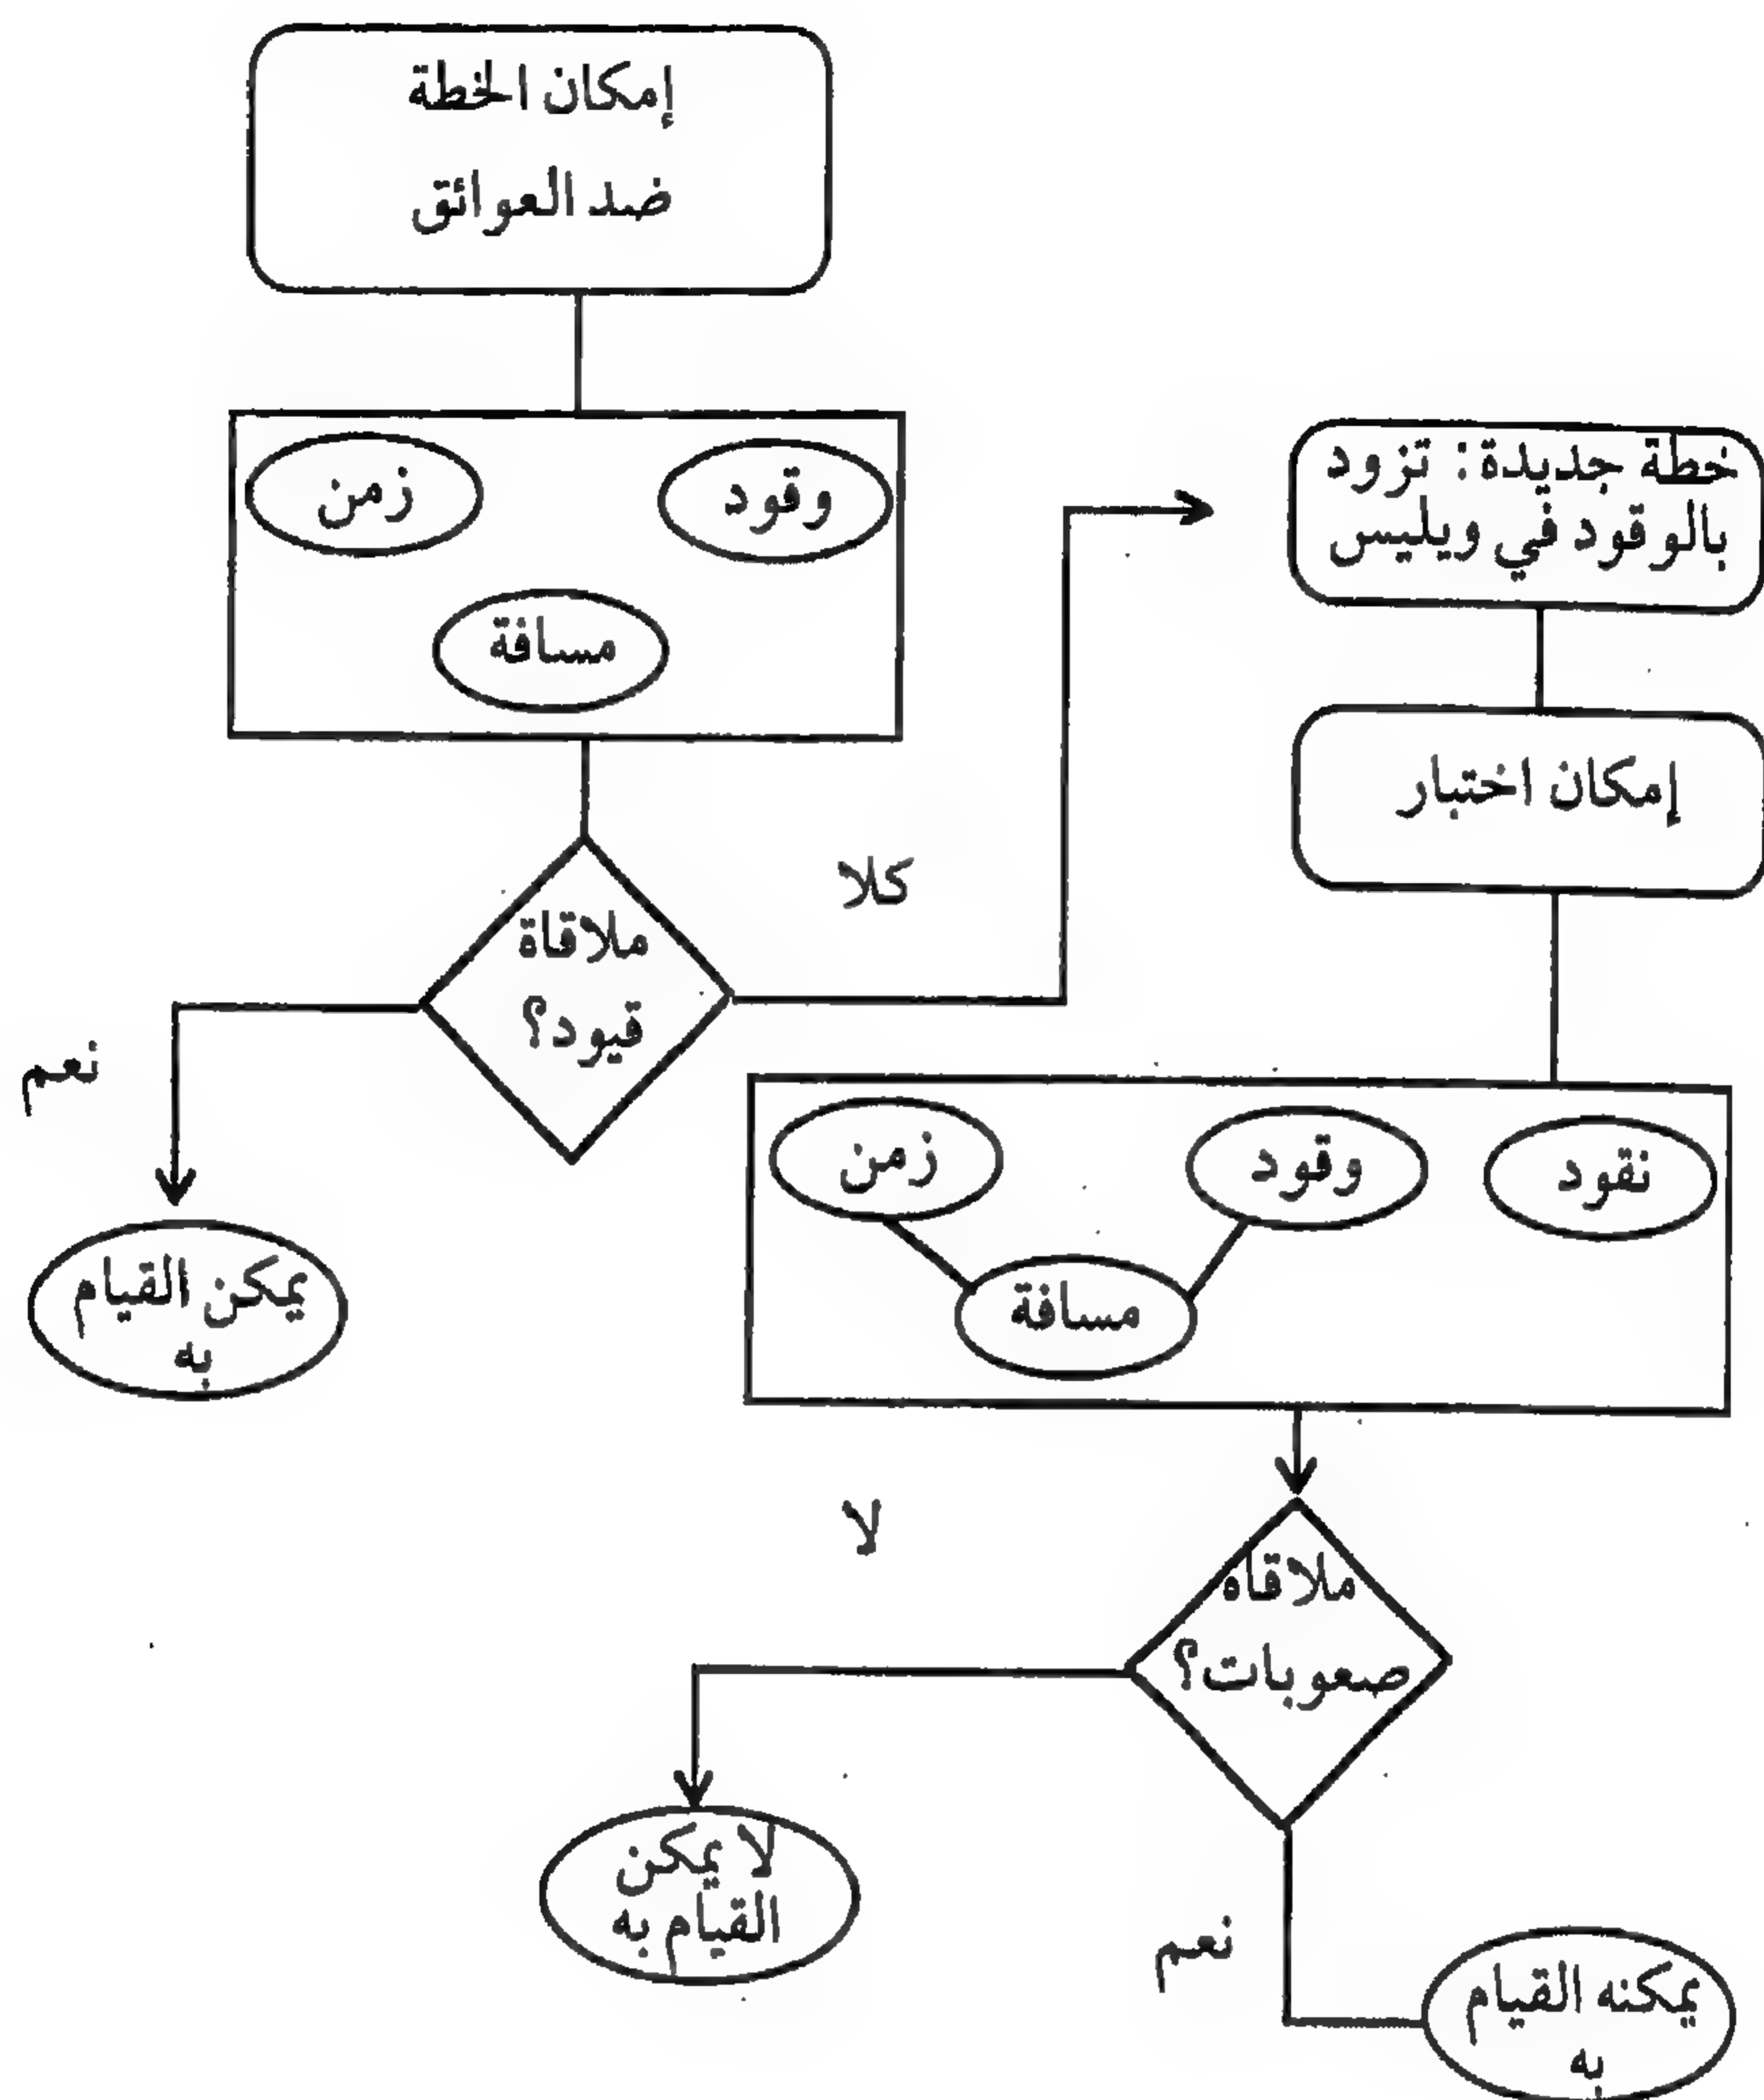 إمكان الخطة
ضد العوائق
زمن
وقود
مسافة
ملاقاة
قيود؟
كلا
نعم
يمكن القيام
به
خطة جديدة: تزود
بالوقود في ويليس
إمكان اختبار
زمن
وقود
نقود
مسافة
ملاقاه
صعوبات؟
لا
لا يمكن
القيام به
نعم
يمكنه القيام
به